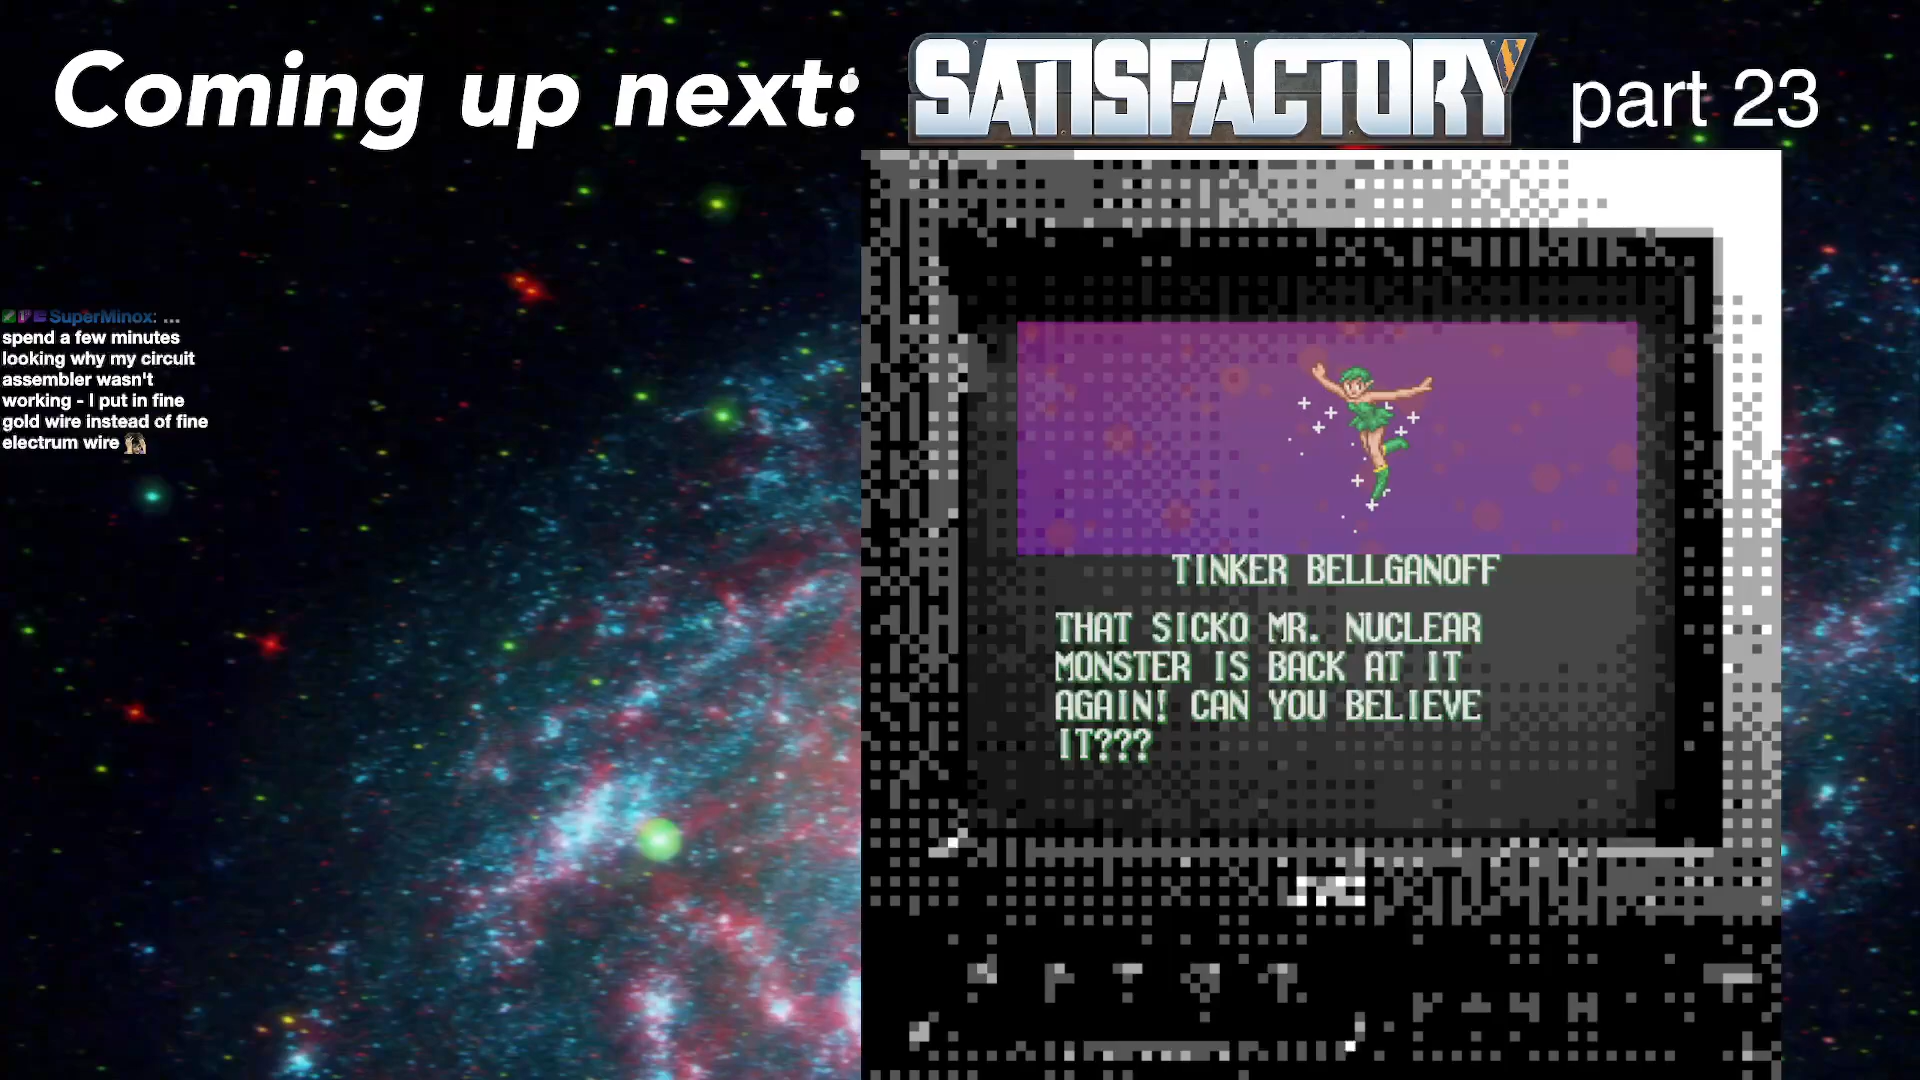 Coming up next: SATISFACTORY part 23
SuperMinox: ...
spend a few minutes
looking why my circuit
assembler wasn't
working - I put in fine
gold wire instead of fine
electrum wire
TINKER BELLGANOFF
THAT SICKO MR. NUCLEAR
MONSTER IS BACK AT IT
AGAIN! CAN YOU BELIEVE
IT???